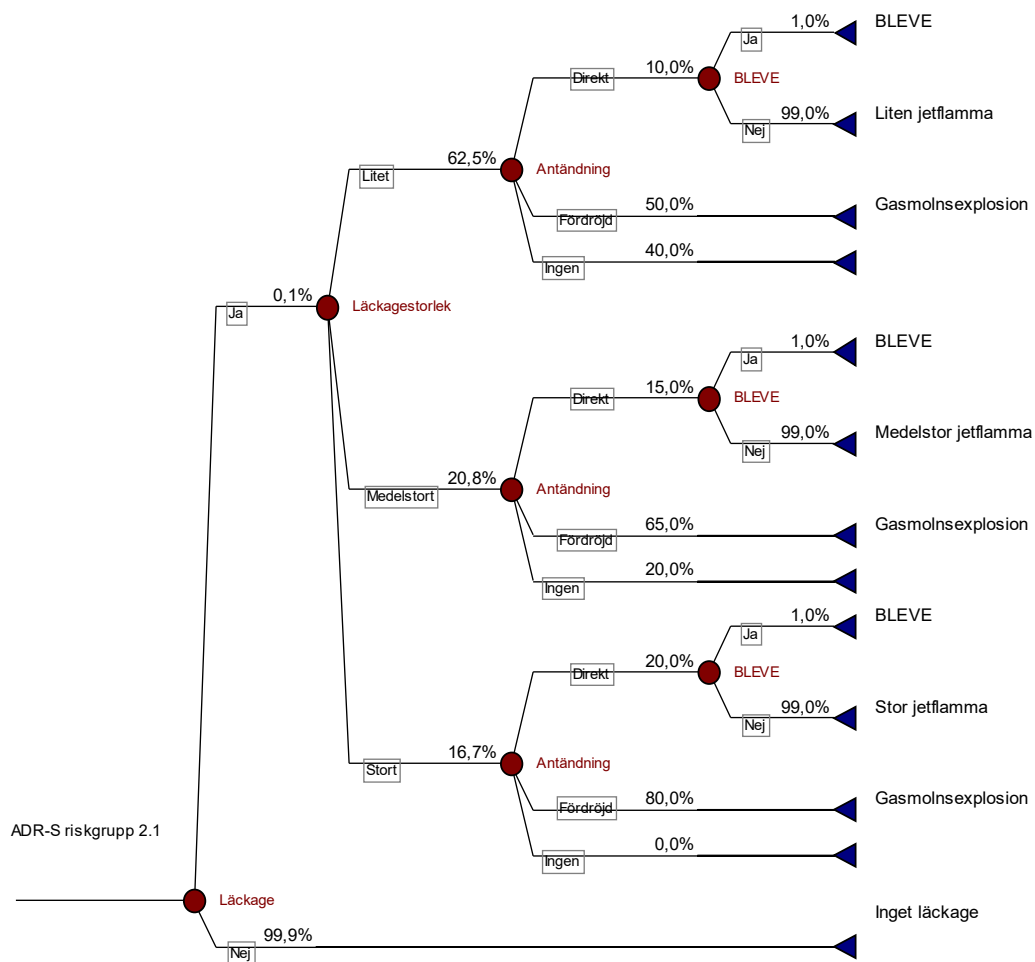 1,0%
BLEVE
Ja
Direkt
10,0%
BLEVE
99,0%
Liten jetflamma
Nej
Litet
62,5%
Antändning
50,0%
Gasmolnsexplosion
Fördröjd
40,0%
Ingen
Ja
0,1%
Läckagestorlek
1,0%
BLEVE
Ja
Direkt
15,0%
BLEVE
99,0%
Medelstor jetflamma
Nej
Medelstort
20,8%
Antändning
65,0%
Gasmolnsexplosion
Fördröjd
20,0%
Ingen
1,0%
BLEVE
Ja
Direkt
20,0%
BLEVE
99,0%
Stor jetflamma
Nej
Stort
16,7%
Antändning
80,0%
Gasmolnsexplosion
Fördröjd
0,0%
Ingen
ADR-S riskgrupp 2.1
Läckage
Inget läckage
99,9%
Nej